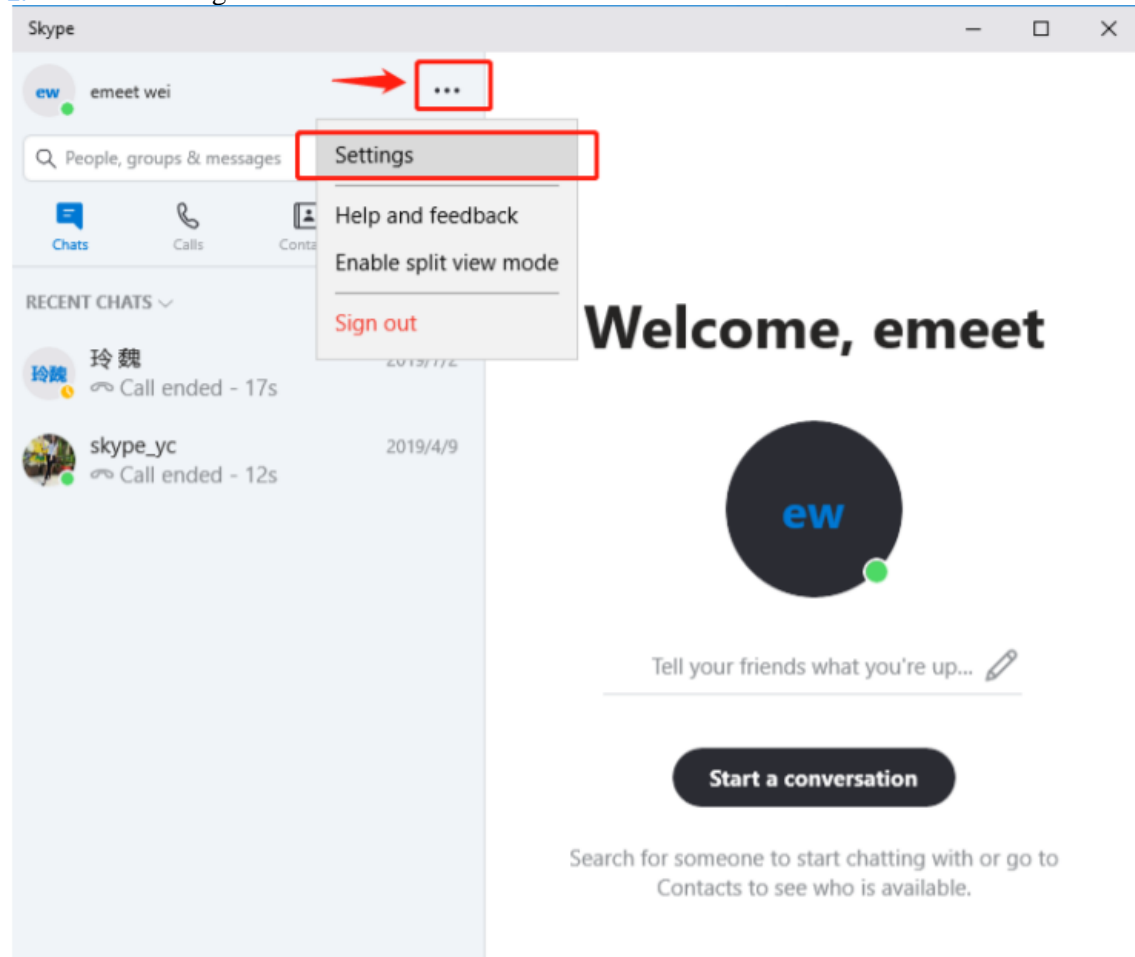 Skype
ew
emeet wei
...
People, groups & messages
Settings
Help and feedback
Enable split view mode
Sign out
Chats
Calls
RECENT CHATS
玲魏
玲 魏
Call ended - 17s
skype_yc
2019/4/9
Call ended - 12s
Welcome, emeet
ew
Tell your friends what you're up...
Start a conversation
Search for someone to start chatting with or go to
Contacts to see who is available.